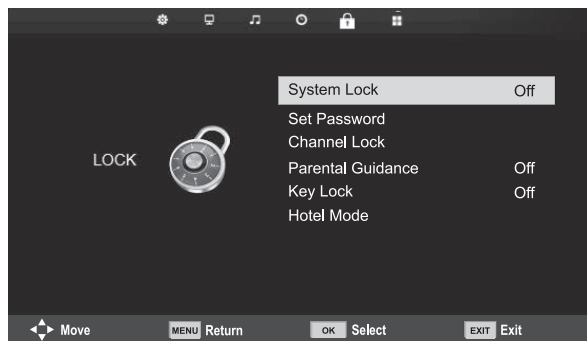 System Lock Off
Set Password
Channel Lock
LOCK
Parental Guidance Off
Key Lock Off
Hotel Mode
Move MENU Return OK Select EXIT Exit